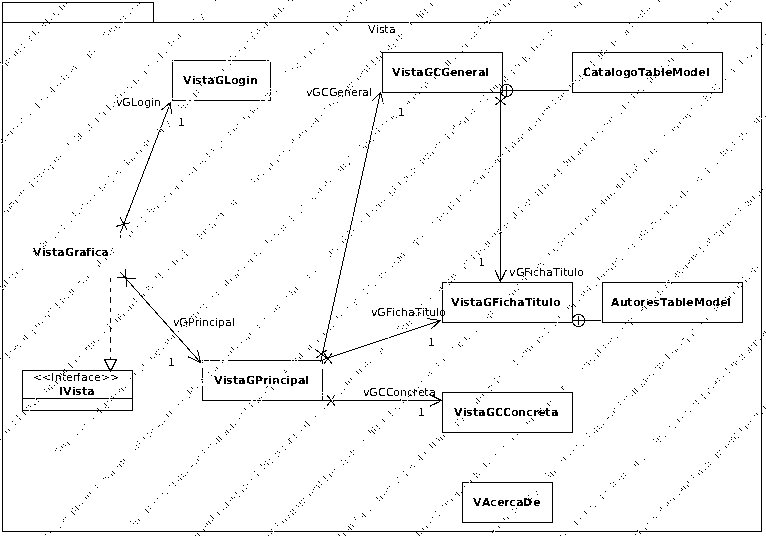 Vista
VistaGLogin
VistaGCGeneral
CatalogoTableModel
vGLogin
1
vGCGeneral
1
VistaGrafica
1
vGFichaTitulo
VistaGFichaTitulo
AutoresTableModel
vGPrincipal
vGFichaTitulo
1
1
<<Interface>>
IVista
VistaGPrincipal
vGCConcreta
1
VistaGCConcreta
VAcercaDe